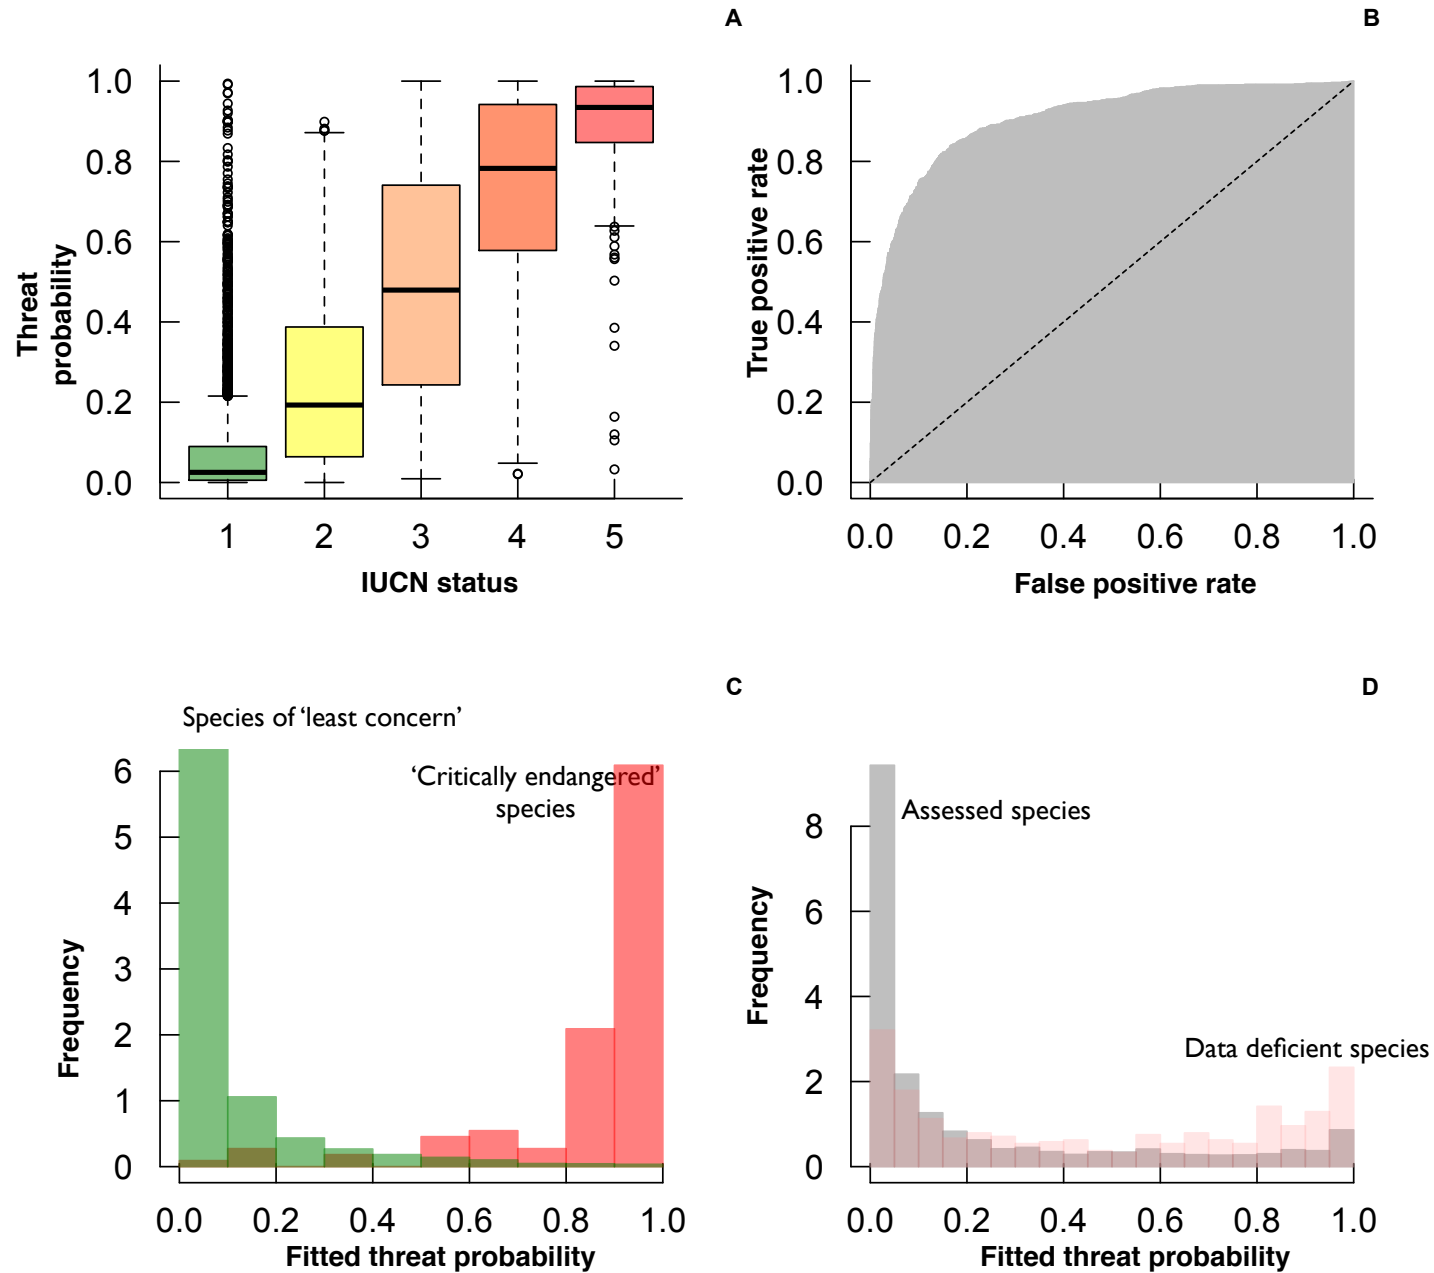 A
1.0
0.8
0.6
0.4
0.2
0.0
Threat
probability
1 2 3 4 5
IUCN status
B
1.0
0.8
0.6
0.4
0.2
0.0
True positive rate
0.0 0.2 0.4 0.6 0.8 1.0
False positive rate
C
Species of ‘least concern’
‘Critically endangered’
species
6
5
4
3
2
1
0
Frequency
0.0 0.2 0.4 0.6 0.8 1.0
Fitted threat probability
D
Assessed species
Data deficient species
8
6
4
2
0
Frequency
0.0 0.2 0.4 0.6 0.8 1.0
Fitted threat probability